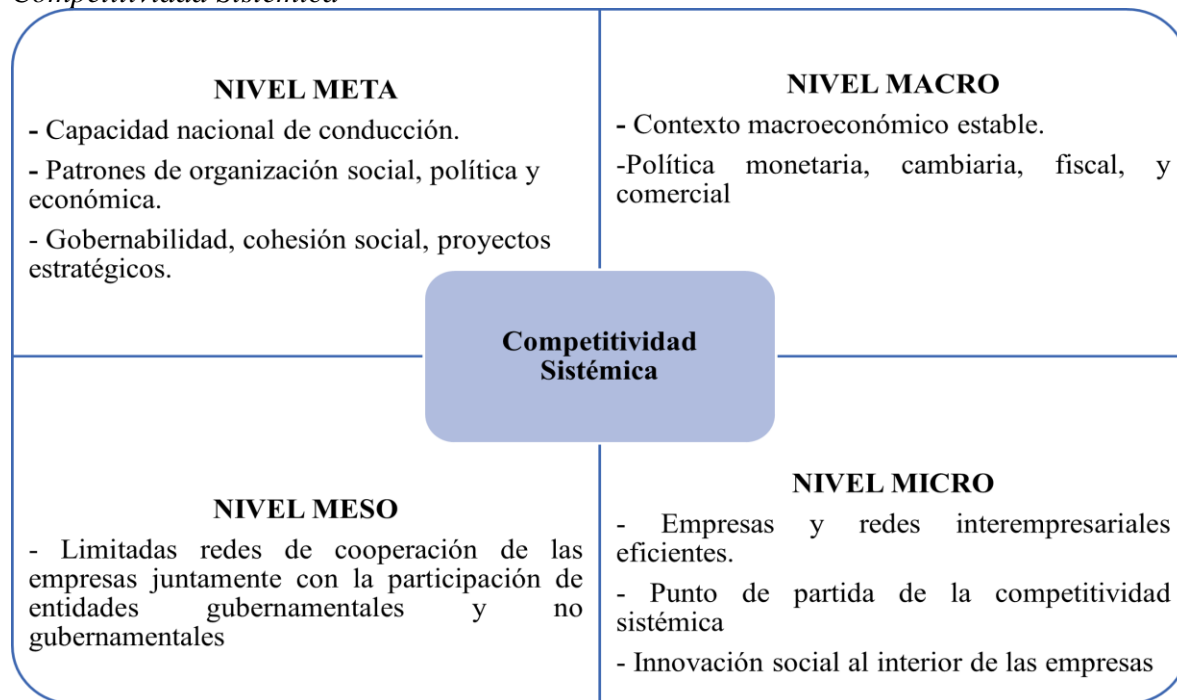 Competitividad Sistémica
NIVEL META
- Capacidad nacional de conducción.
- Patrones de organización social, política y
económica.
- Gobernabilidad, cohesión social, proyectos
estratégicos.
NIVEL MACRO
- Contexto macroeconómico estable.
-Política monetaria, cambiaria, fiscal, y
comercial
Competitividad
Sistémica
NIVEL MESO
- Limitadas redes de cooperación de las
empresas juntamente con la participación de
entidades gubernamentales y no
gubernamentales
NIVEL MICRO
- Empresas y redes interempresariales
eficientes.
- Punto de partida de la competitividad
sistémica
- Innovación social al interior de las empresas